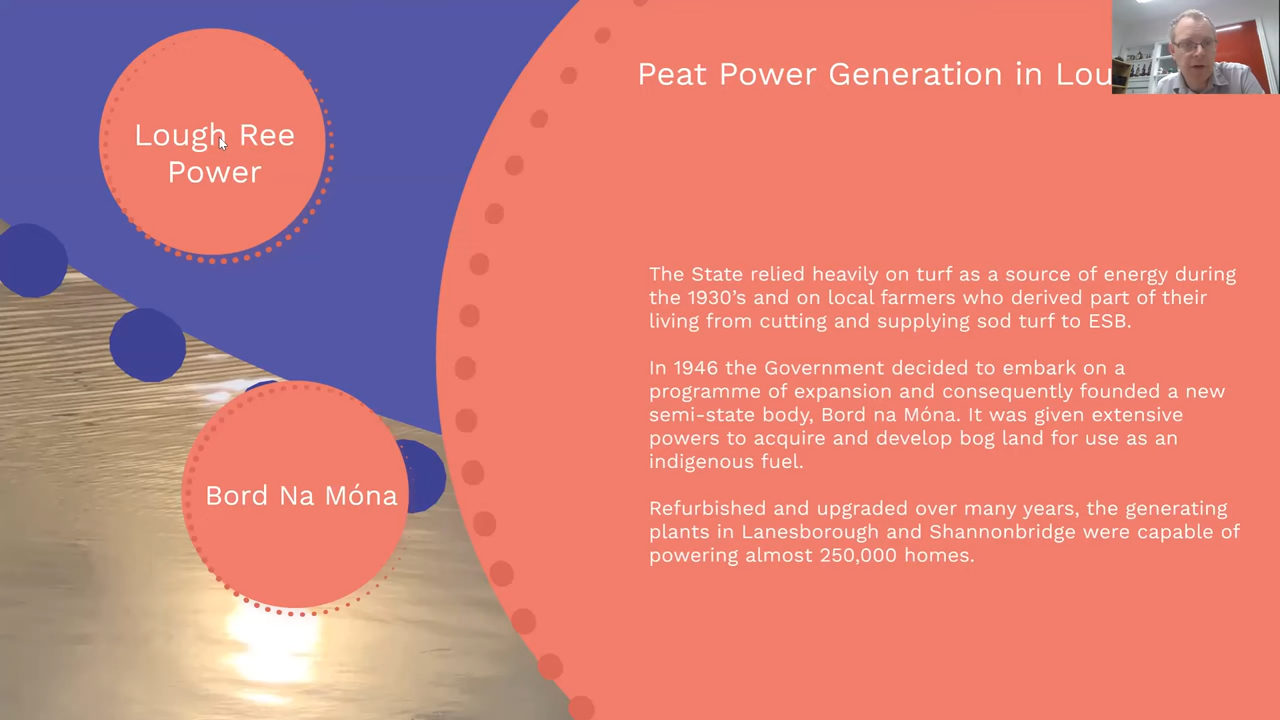 Peat Power Generation in Lou
Lough Ree
Power
The State relied heavily on turf as a source of energy during
the 1930's and on local farmers who derived part of their
living from cutting and supplying sod turf to ESB.
In 1946 the Government decided to embark on a
programme of expansion and consequently founded a new
semi-state body, Bord na Móna. It was given extensive
powers to acquire and develop bog land for use as an
indigenous fuel.
Refurbished and upgraded over many years, the generating
plants in Lanesborough and Shannonbridge were capable of
powering almost 250,000 homes.
Bord Na Móna